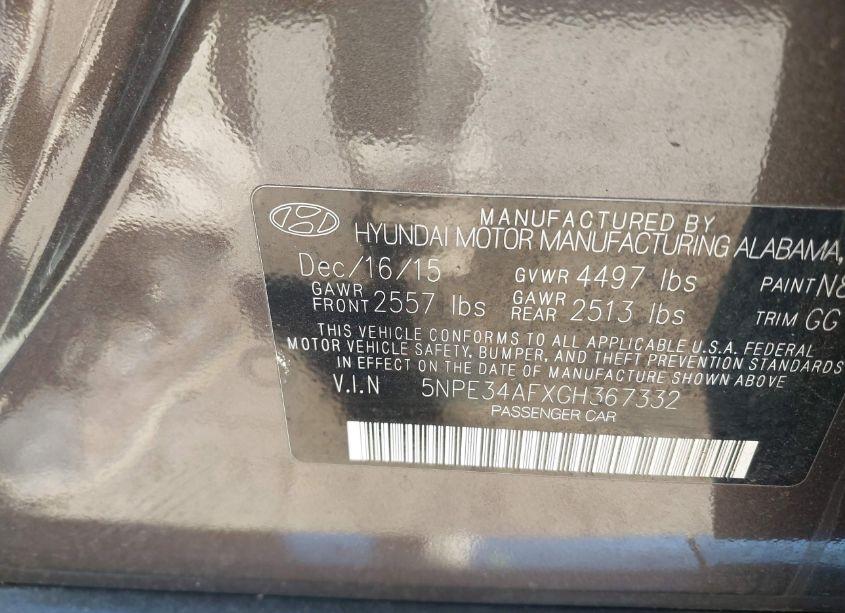 MANUFACTURED BY
HYUNDAI MOTOR MANUFACTURING ALABAMA,
Dec/16/15 GVWR 4497 lbs PAINT N8
GAWR FRONT 2557 lbs GAWR REAR 2513 lbs TRIM GG
THIS VEHICLE CONFORMS TO ALL APPLICABLE U.S.A. FEDERAL
MOTOR VEHICLE SAFETY, BUMPER, AND THEFT PREVENTION STANDARDS
IN EFFECT ON THE DATE OF MANUFACTURE SHOWN ABOVE
V.I.N 5NPE34AFXGH367332
PASSENGER CAR